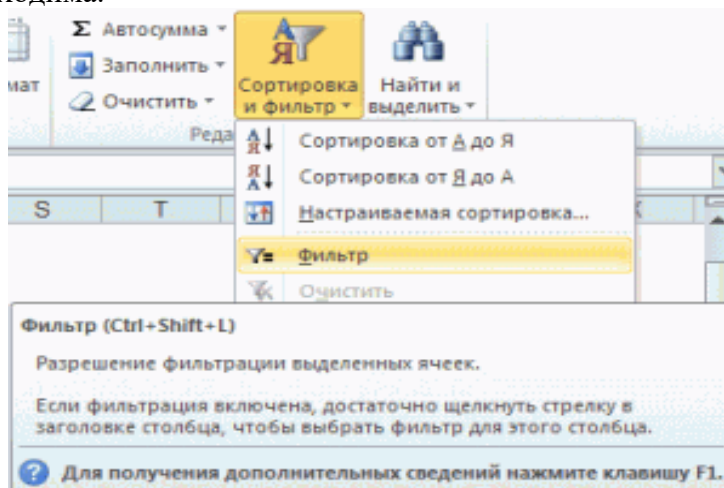 ходима.
Σ Автосумма
Заполнить
Очистить
мат
Сортировка
и фильтр
Найти и
выделить
Реда
Сортировка от А до Я
Сортировка от Я до А
Настраиваемая сортировка...
S T
Фильтр
Очистить
Фильтр (Ctrl+Shift+L)
Разрешение фильтрации выделенных ячеек.
Если фильтрация включена, достаточно щелкнуть стрелку в
заголовке столбца, чтобы выбрать фильтр для этого столбца.
Для получения дополнительных сведений нажмите клавишу F1.